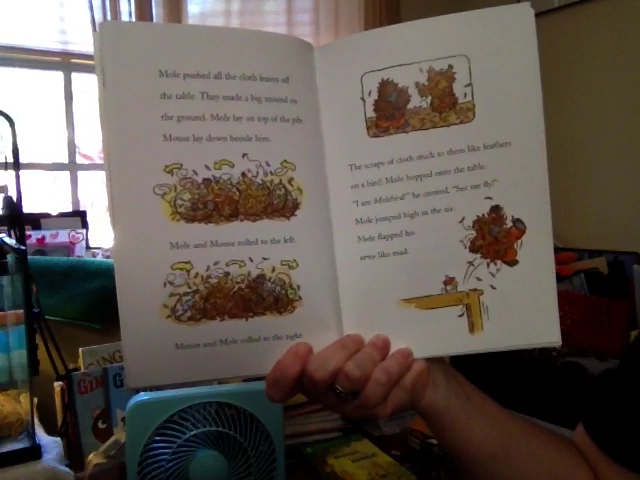 Mole pushed all the cloth leaves off
the table. They made a big mound on
the ground. Mole lay on top of the pile.
Mouse lay down beside him.
Mole and Mouse rolled to the left.
Mouse and Mole rolled to the right.
The scraps of cloth stuck to them like feathers
on a bird! Mole hopped onto the table.
"I am" he crowed. "See me fly!"
Mole jumped high in the air.
Mole flapped his
arms like mad.